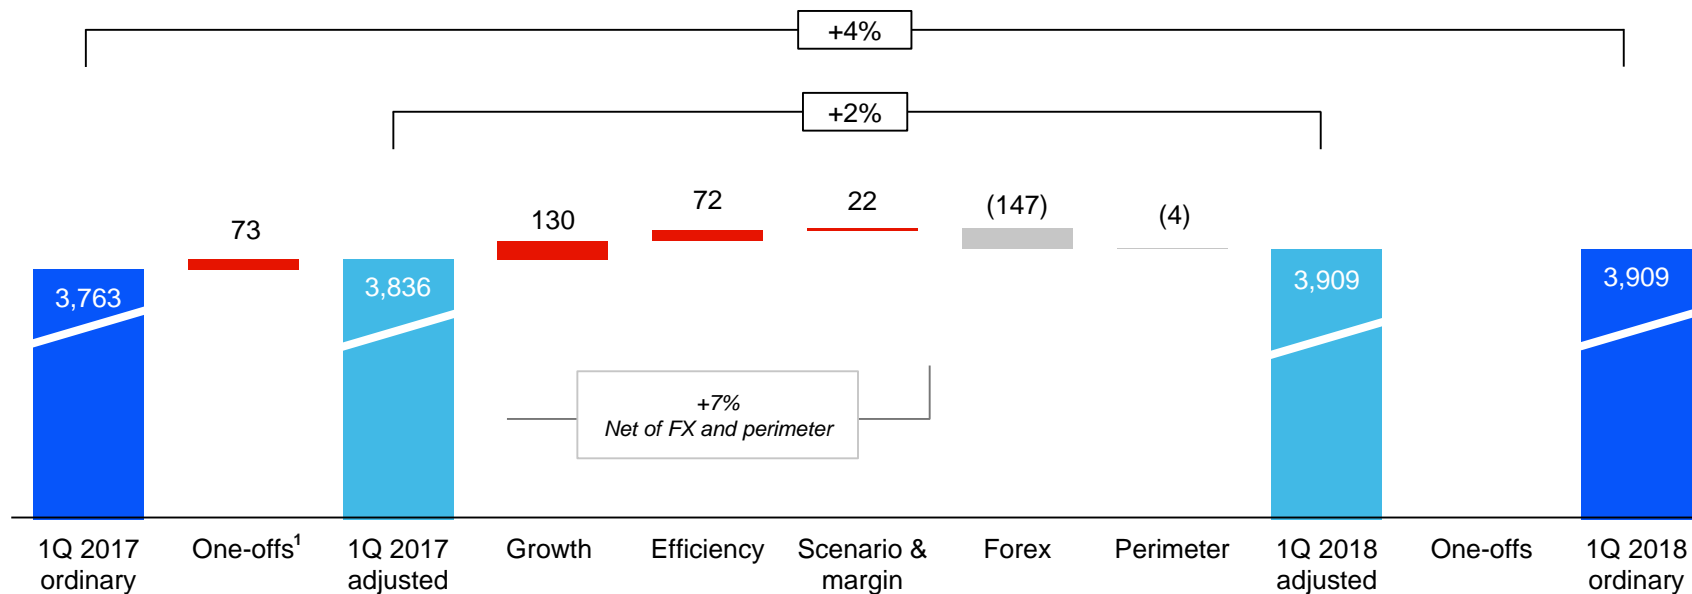 +4%
+2%
73
130
72
22
(147)
(4)
3,763
3,836
3,909
3,909
+7%
Net of FX and perimeter
1Q 2017
ordinary
One-offs¹
1Q 2017
adjusted
Growth
Efficiency
Scenario &
margin
Forex
Perimeter
1Q 2018
adjusted
One-offs
1Q 2018
ordinary